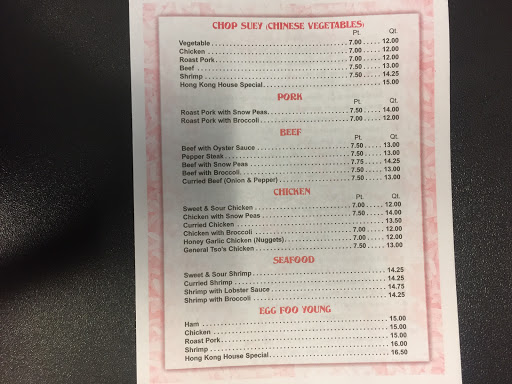 CHOP SUEY (CHINESE VEGETABLES)
Pt. Qt.
Vegetable 7.00 12.00
Chicken 7.00 12.00
Roast Pork 7.00 12.00
Beef 7.50 13.00
Shrimp 7.50 14.25
Hong Kong House Special 15.00
PORK
Pt. Qt.
Roast Pork with Snow Peas 7.50 14.00
Roast Pork with Broccoli 7.00 12.00
BEEF
Pt. Qt.
Beef with Oyster Sauce 7.50 13.00
Pepper Steak 7.50 13.00
Beef with Snow Peas 7.75 14.25
Beef with Broccoli 7.50 13.00
Curried Beef (Onion & Pepper) 7.50 13.00
CHICKEN
Pt. Qt.
Sweet & Sour Chicken 7.00 12.00
Chicken with Snow Peas 7.50 14.00
Curried Chicken 13.50
Chicken with Broccoli 7.00 12.00
Honey Garlic Chicken (Nuggets) 7.00 12.00
General Tso's Chicken 7.50 13.00
SEAFOOD
Sweet & Sour Shrimp 14.25
Curried Shrimp 14.25
Shrimp with Lobster Sauce 14.75
Shrimp with Broccoli 14.25
EGG FOO YOUNG
Ham 15.00
Chicken 15.00
Roast Pork 15.00
Shrimp 16.00
Hong Kong House Special 16.50